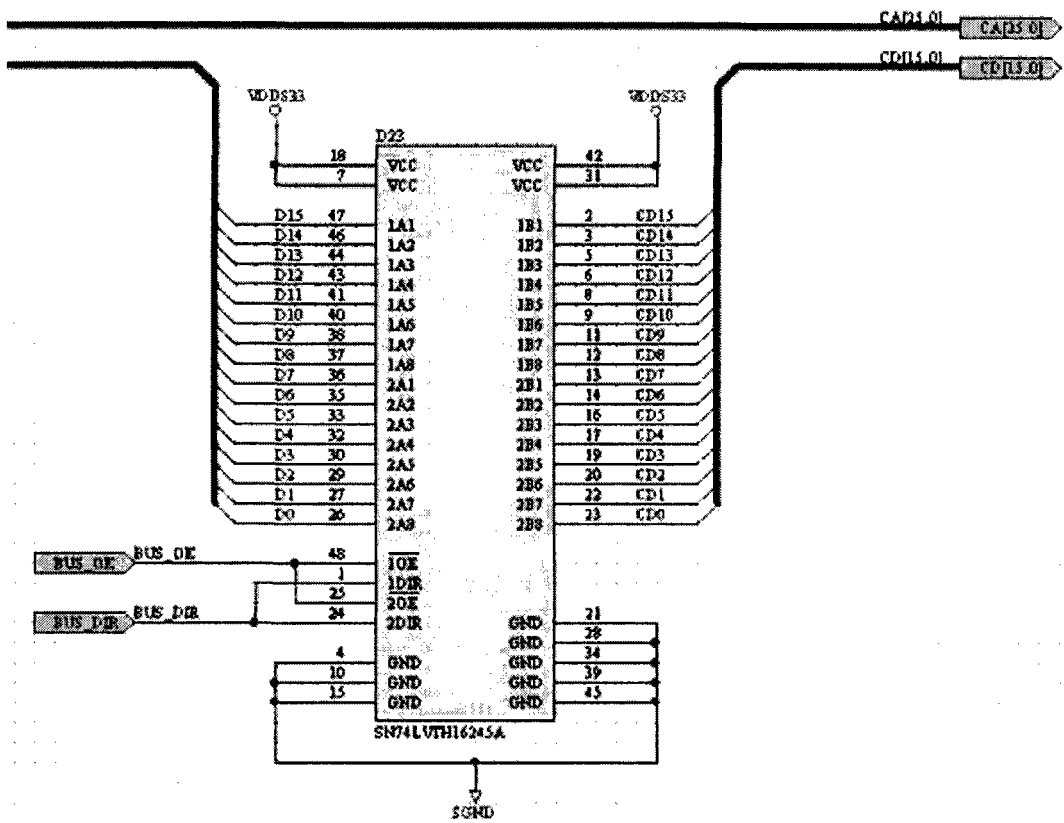 CA[25.0] CA[25.0]
CD[15.0] CD[15.0]
VDDS33 VDDS33
D23
18 VCC VCC 42
7 VCC VCC 31
D15 47 1A1 1B1 2 CD15
D14 46 1A2 1B2 3 CD14
D13 44 1A3 1B3 5 CD13
D12 43 1A4 1B4 6 CD12
D11 41 1A5 1B5 8 CD11
D10 40 1A6 1B6 9 CD10
D9 38 1A7 1B7 11 CD9
D8 37 1A8 1B8 12 CD8
D7 36 2A1 2B1 13 CD7
D6 35 2A2 2B2 14 CD6
D5 33 2A3 2B3 16 CD5
D4 32 2A4 2B4 17 CD4
D3 30 2A5 2B5 19 CD3
D2 29 2A6 2B6 20 CD2
D1 27 2A7 2B7 22 CD1
D0 26 2A8 2B8 23 CD0
BUS_OE BUS_OE 48 1OE
1 1DIR
25 2OE
BUS_DIR BUS_DIR 24 2DIR GND 21
GND 28
4 GND GND 34
10 GND GND 39
15 GND GND 45
SN74LVTH16245A
SGND